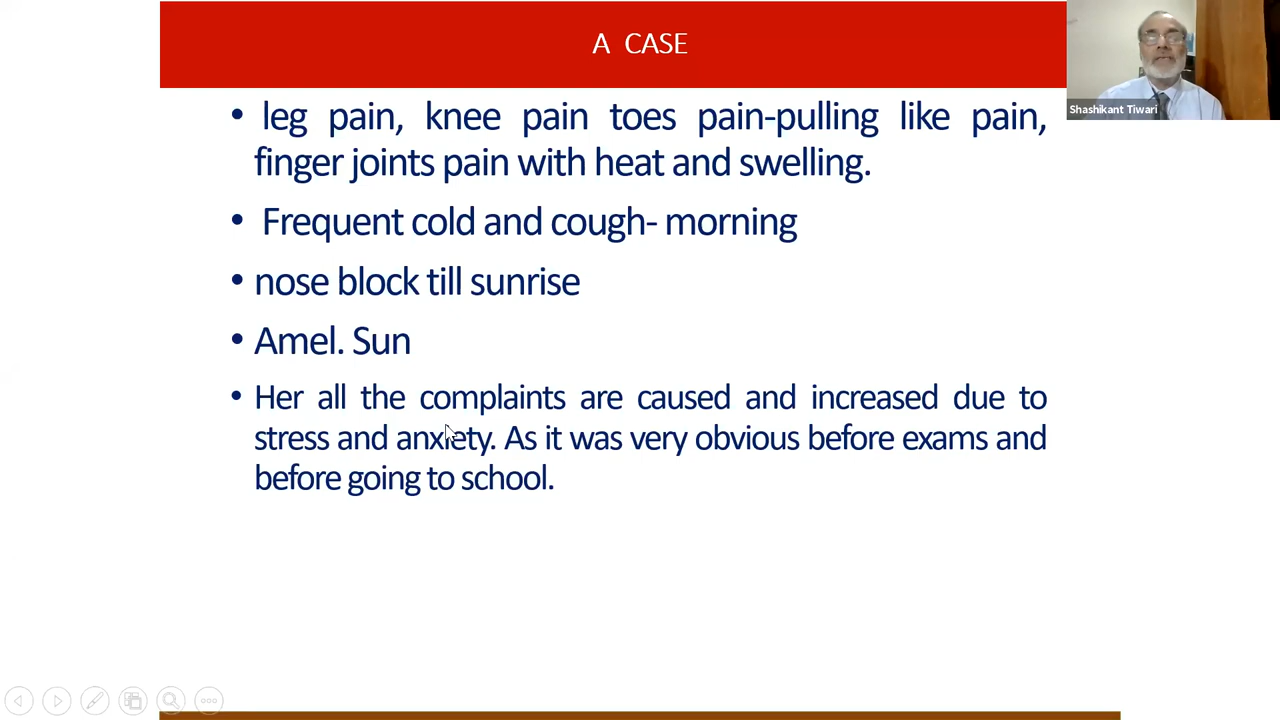 A CASE
• leg pain, knee pain toes pain-pulling like pain,
finger joints pain with heat and swelling.
• Frequent cold and cough- morning
• nose block till sunrise
• Amel. Sun
• Her all the complaints are caused and increased due to
stress and anxiety. As it was very obvious before exams and
before going to school.
Shashikant Tiwari